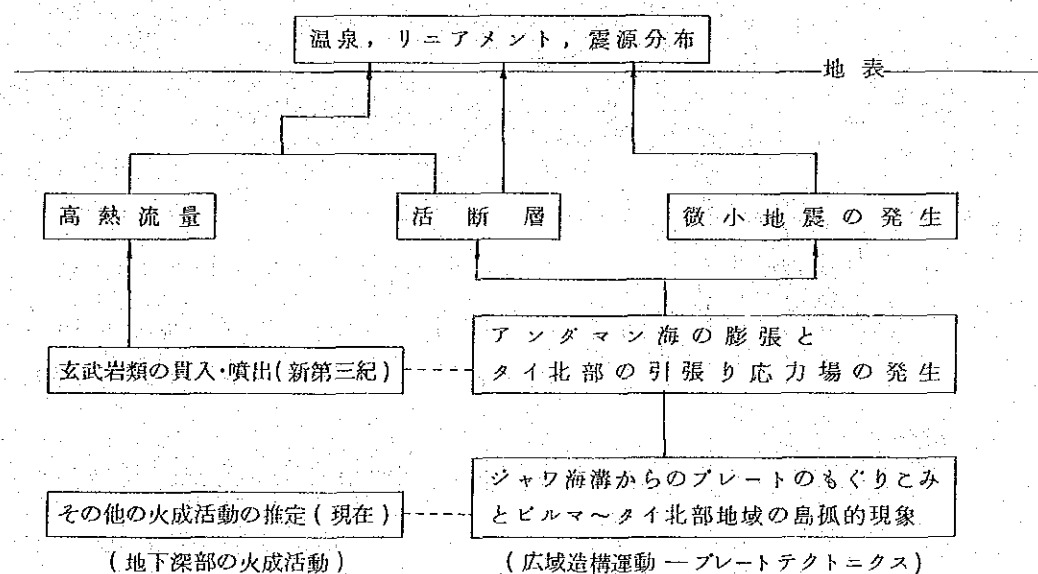 温泉，リニアメント，震源分布
地表
高熱流量
活断層
微小地震の発生
アンダマン海の膨張と
タイ北部の引張り応力場の発生
玄武岩類の貫入・噴出(新第三紀)
ジャワ海溝からのプレートのもぐりこみ
とビルマ〜タイ北部地域の島孤的現象
その他の火成活動の推定(現在)
(地下深部の火成活動)
(広域造構運動—プレートテクトニクス)